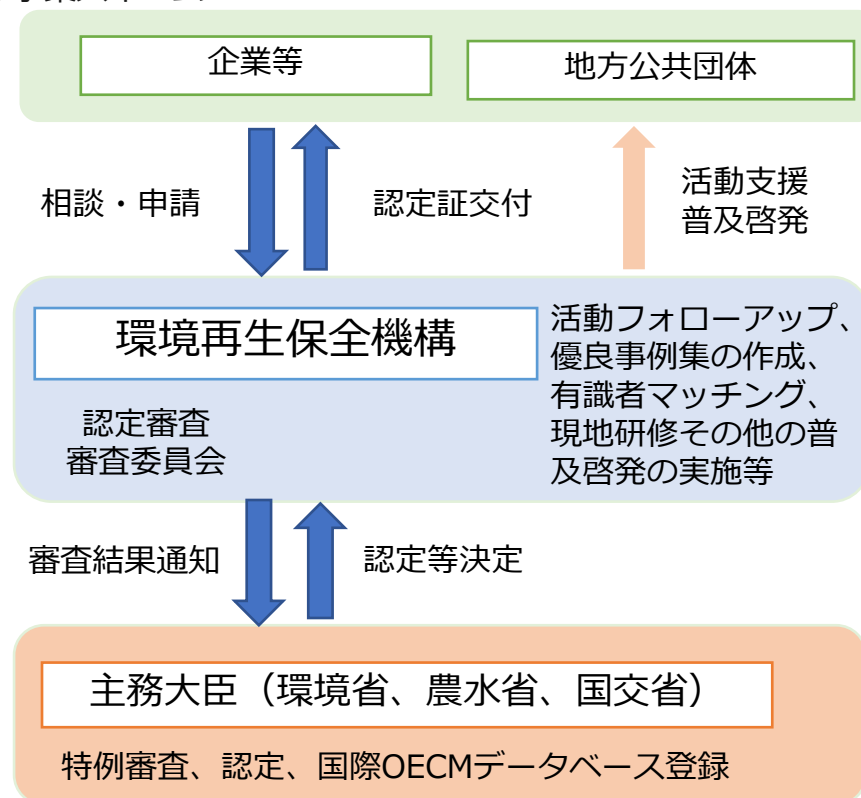 企業等
地方公共団体
相談・申請
認定証交付
活動支援
普及啓発
環境再生保全機構
認定審査
審査委員会
活動フォローアップ、
優良事例集の作成、
有識者マッチング、
現地研修その他の普
及啓発の実施等
審査結果通知
認定等決定
主務大臣（環境省、農水省、国交省）
特例審査、認定、国際OECMデータベース登録